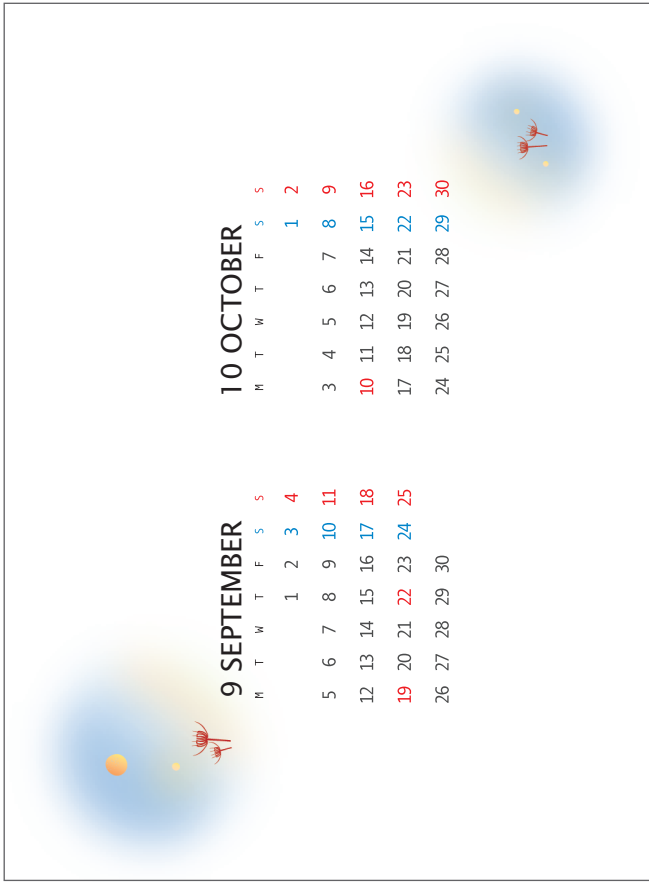 9 SEPTEMBER
M T W T F S S
1 2 3 4
5 6 7 8 9 10 11
12 13 14 15 16 17 18
19 20 21 22 23 24 25
26 27 28 29 30
10 OCTOBER
M T W T F S S
1 2
3 4 5 6 7 8 9
10 11 12 13 14 15 16
17 18 19 20 21 22 23
24 25 26 27 28 29 30